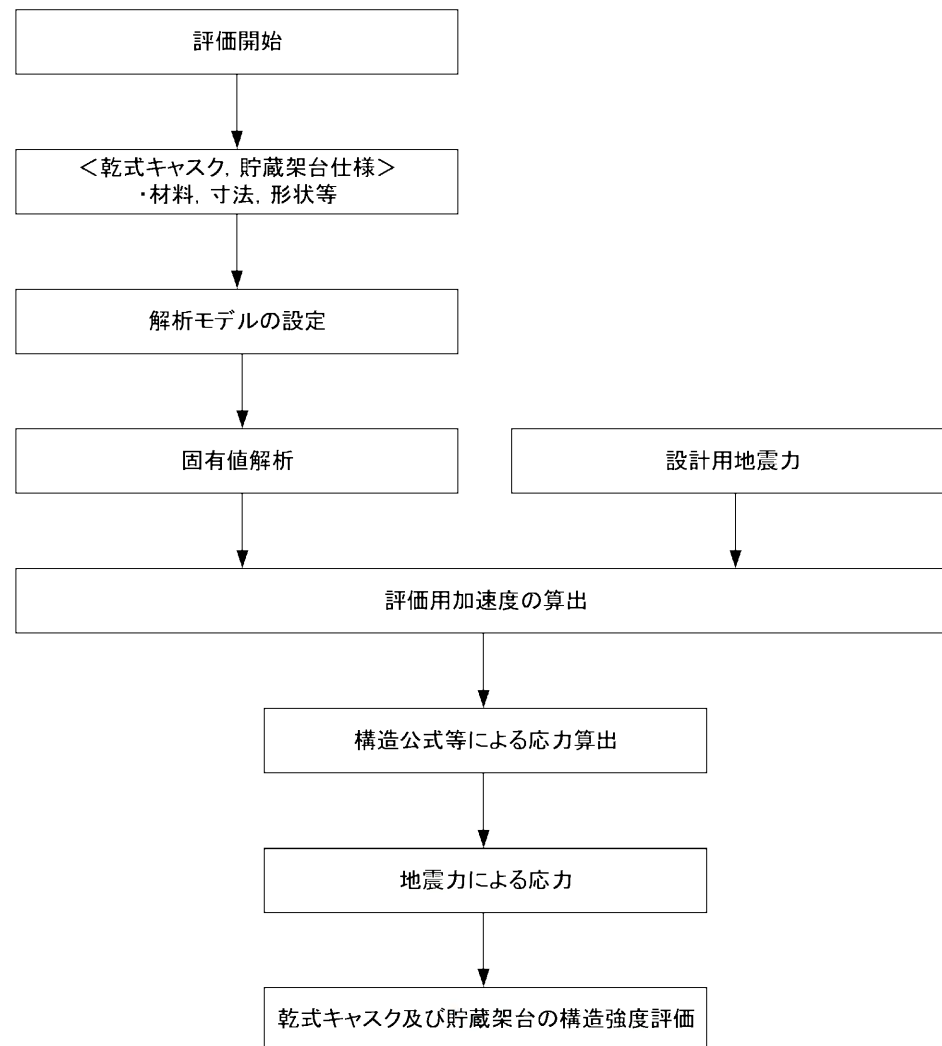 評価開始
＜乾式キャスク, 貯蔵架台仕様＞
・材料, 寸法, 形状等
解析モデルの設定
固有値解析
設計用地震力
評価用加速度の算出
構造公式等による応力算出
地震力による応力
乾式キャスク及び貯蔵架台の構造強度評価